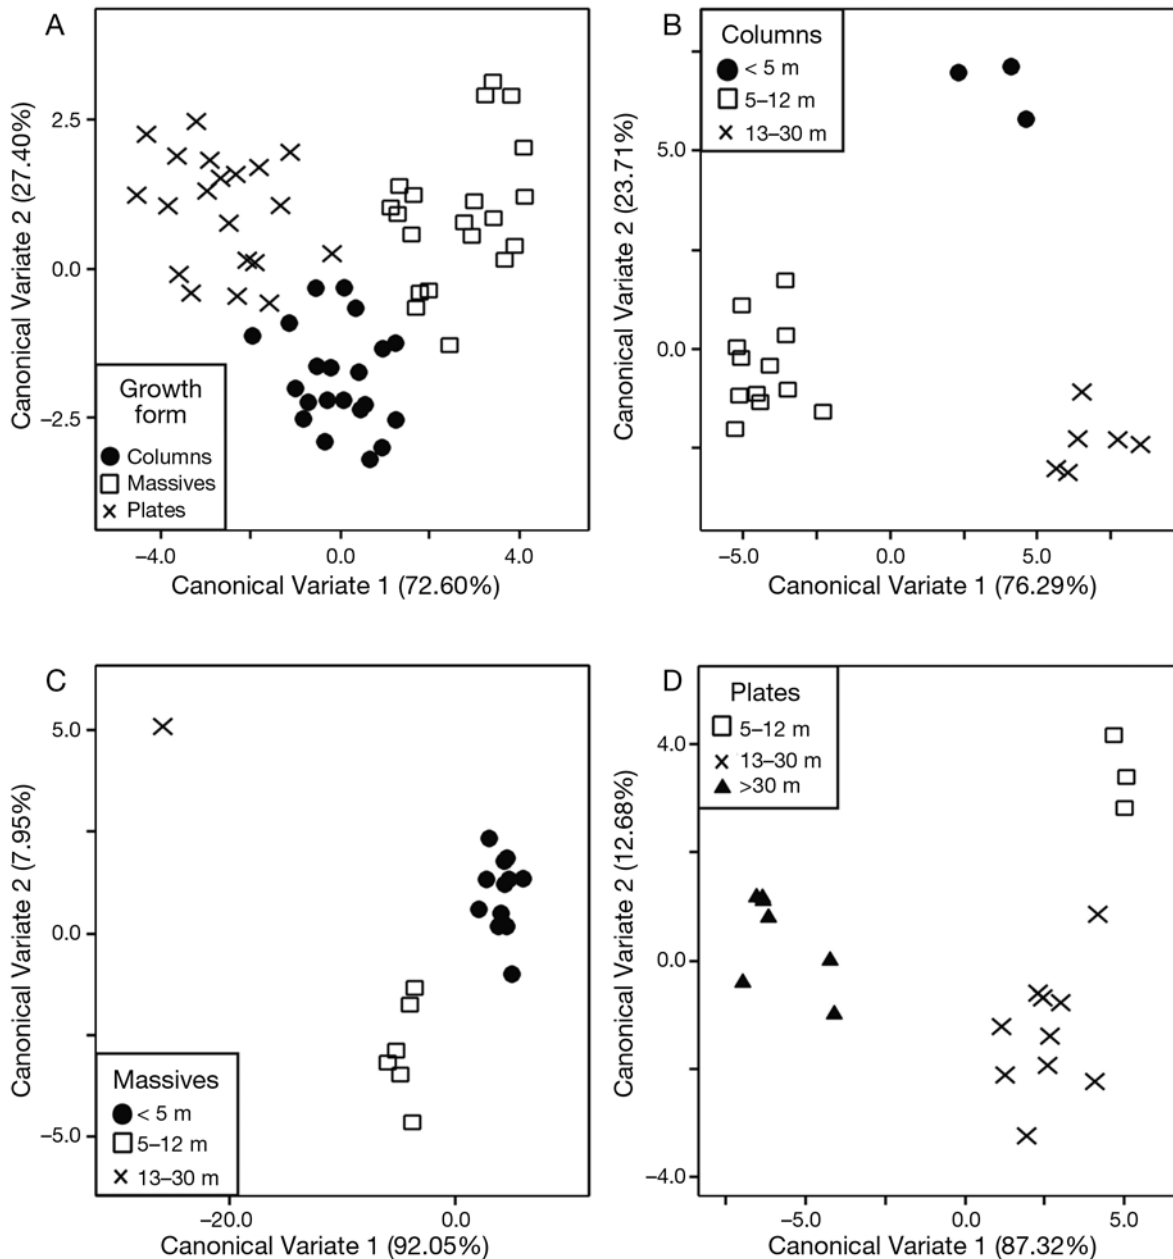 A
Canonical Variate 2 (27.40%)
2.5
0.0
−2.5
Growth
form
Columns
Massives
Plates
−4.0 0.0 4.0
Canonical Variate 1 (72.60%)
B
Canonical Variate 2 (23.71%)
Columns
< 5 m
5–12 m
13–30 m
5.0
0.0
−5.0 0.0 5.0
Canonical Variate 1 (76.29%)
C
Canonical Variate 2 (7.95%)
5.0
0.0
−5.0
Massives
< 5 m
5–12 m
13–30 m
−20.0 0.0
Canonical Variate 1 (92.05%)
D
Canonical Variate 2 (12.68%)
Plates
5–12 m
13–30 m
>30 m
4.0
0.0
−4.0
−5.0 0.0 5.0
Canonical Variate 1 (87.32%)